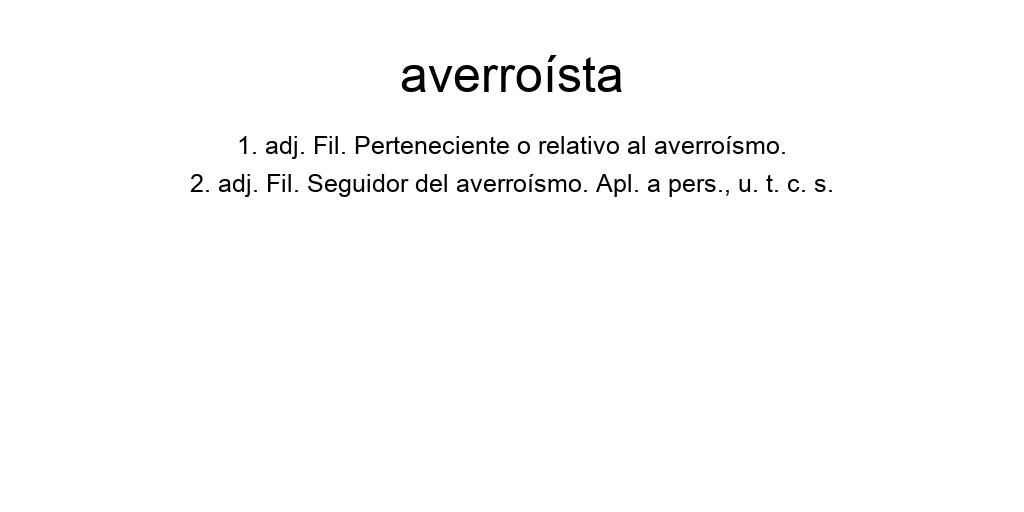 averroísta
1. adj. Fil. Perteneciente o relativo al averroísmo.
2. adj. Fil. Seguidor del averroísmo. Apl. a pers., u. t. c. s.